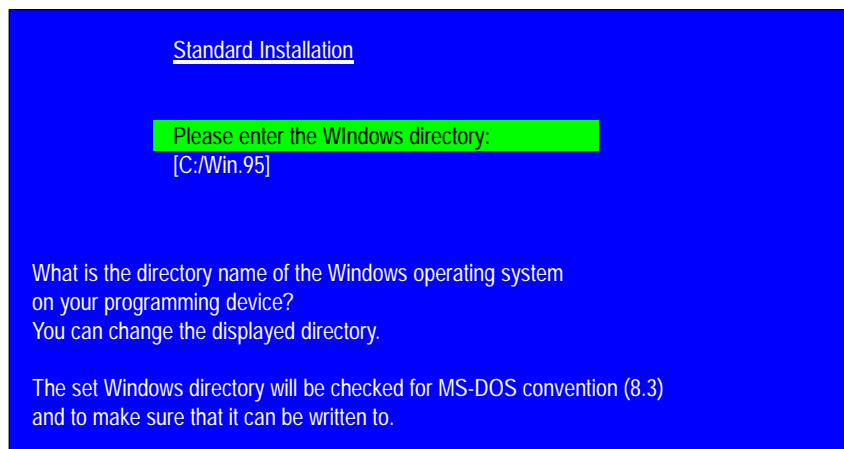 Standard Installation
Please enter the WIndows directory:
[C:/Win.95]
What is the directory name of the Windows operating system
on your programming device?
You can change the displayed directory.
The set Windows directory will be checked for MS-DOS convention (8.3)
and to make sure that it can be written to.